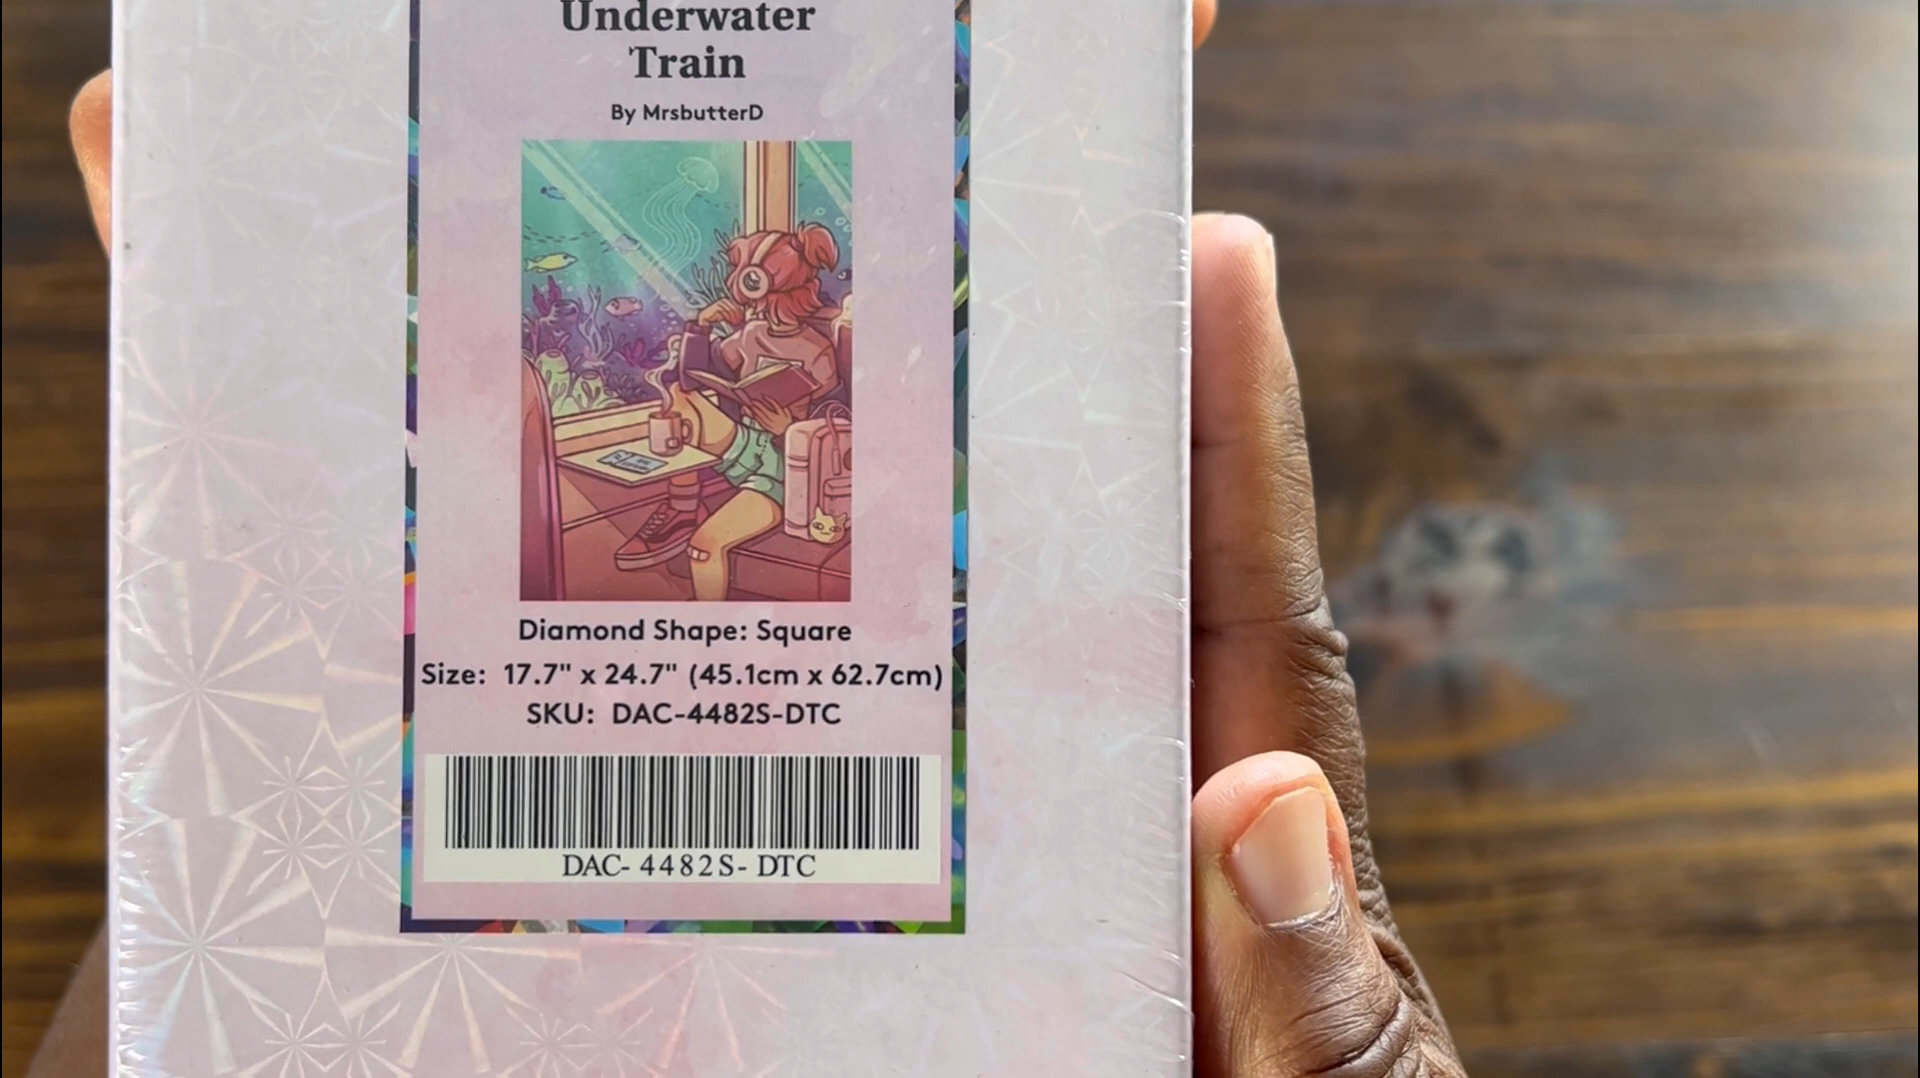 Underwater
Train
By MrsbutterD
Diamond Shape: Square
Size: 17.7" x 24.7" (45.1cm x 62.7cm)
SKU: DAC-4482S-DTC
DAC- 4482S- DTC